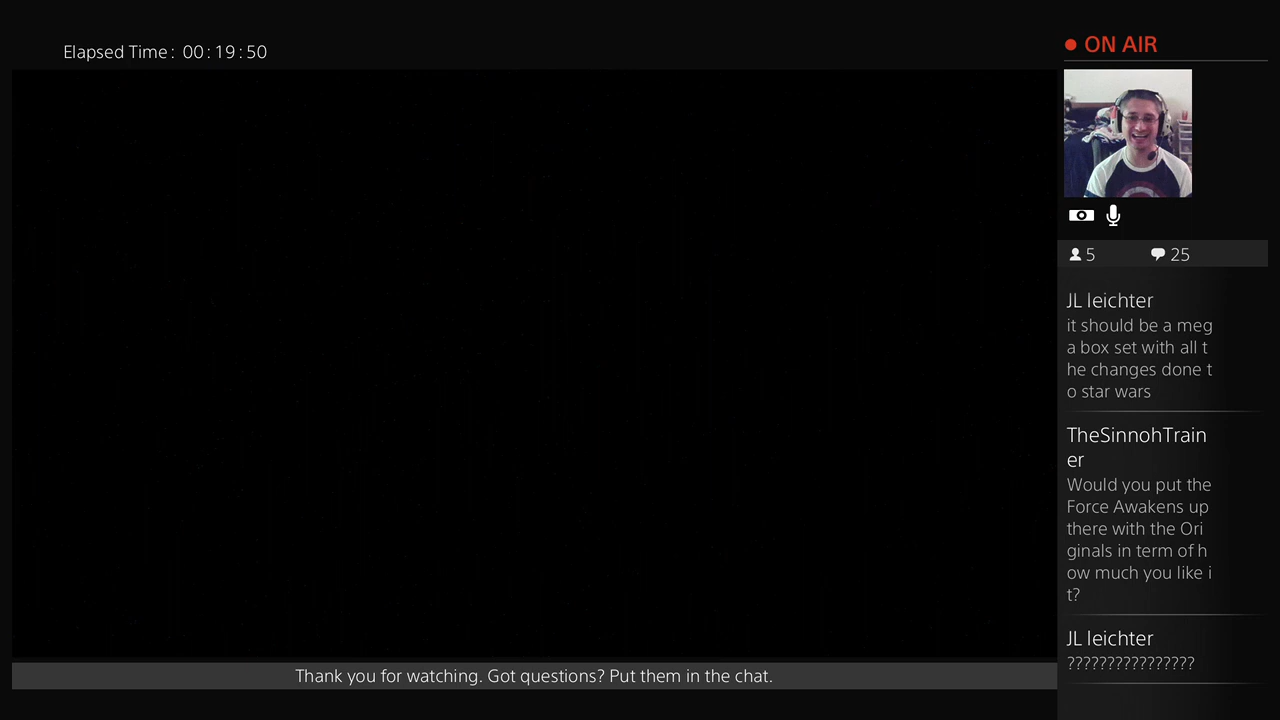 Elapsed Time: 00:19:50
ON AIR
5
25
JL leichter
it should be a meg
a box set with all t
he changes done t
o star wars
TheSinnohTrain
er
Would you put the
Force Awakens up
there with the Ori
ginals in term of h
ow much you like i
t?
JL leichter
????????????????
Thank you for watching. Got questions? Put them in the chat.